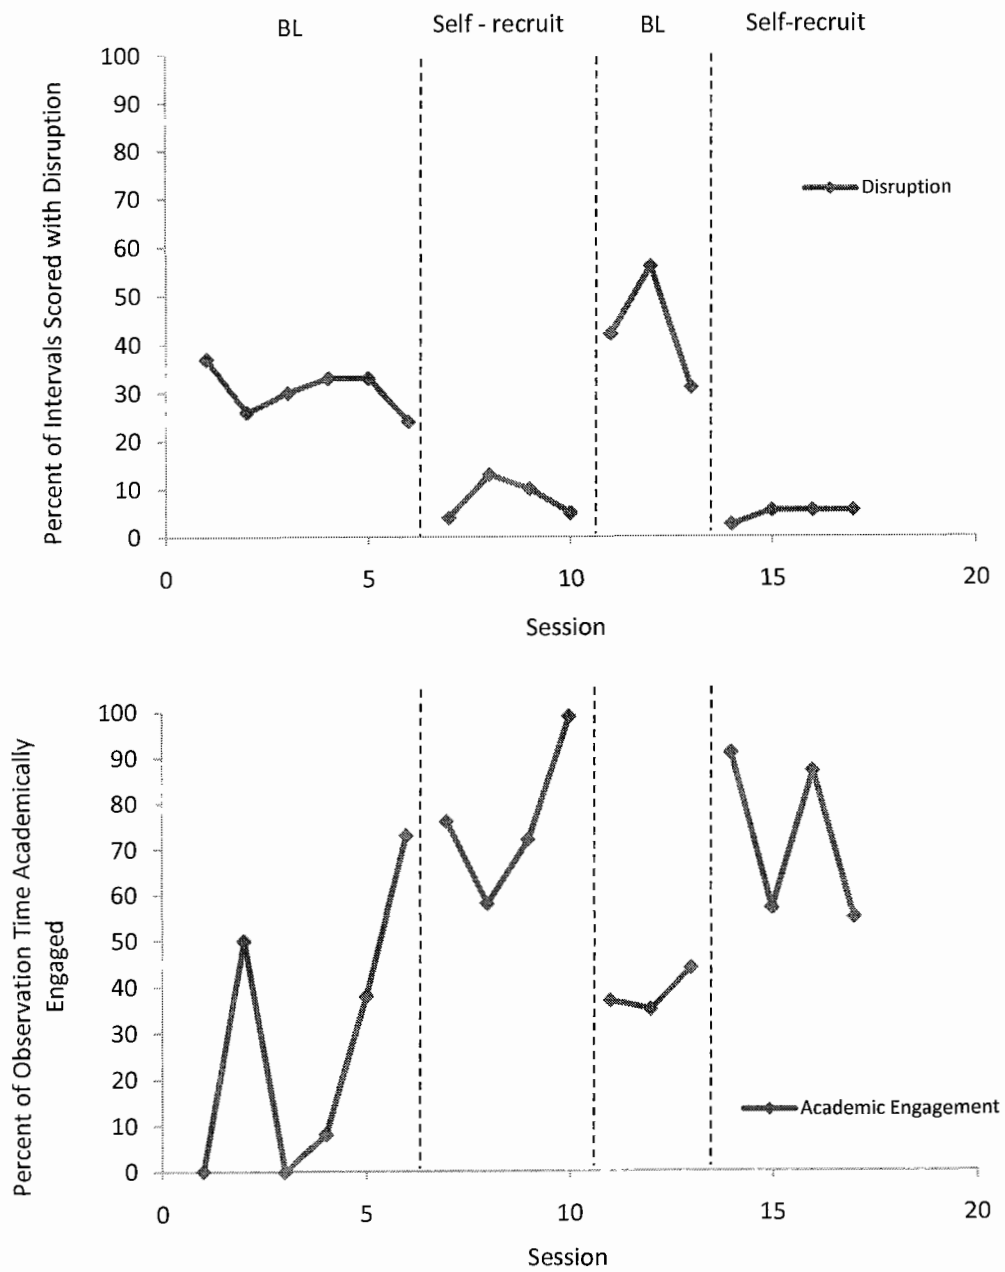 BL Self - recruit BL Self-recruit
100
90
80
70
60
50
40
30
20
10
0
Percent of Intervals Scored with Disruption
Disruption
0 5 10 15 20
Session
100
90
80
70
60
50
40
30
20
10
0
Percent of Observation Time Academically
Engaged
Academic Engagement
0 5 10 15 20
Session